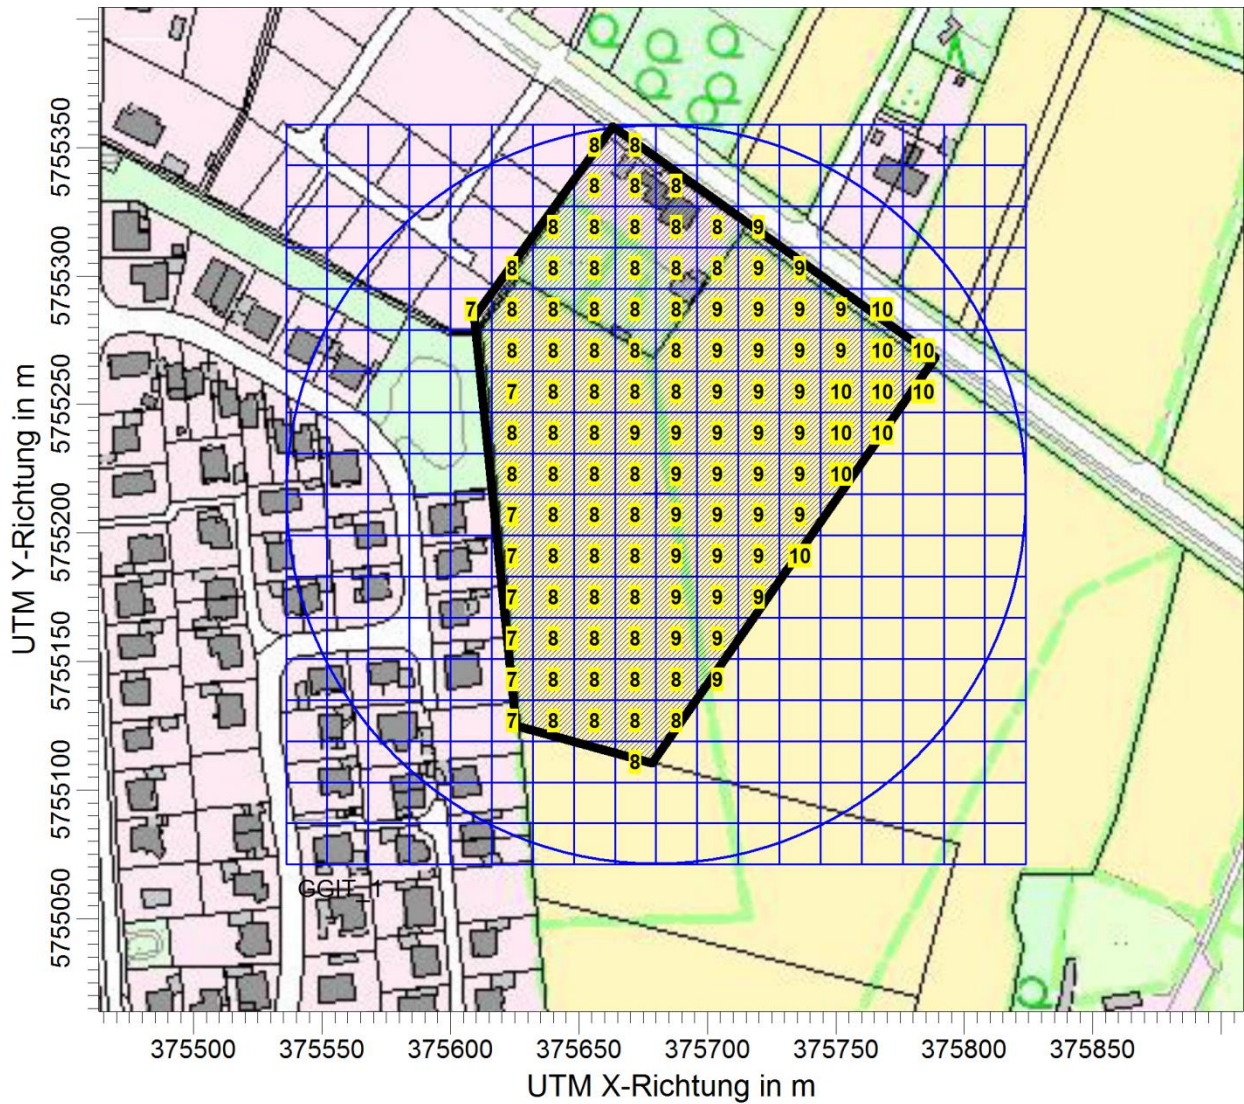 8 8
8 8 8
8 8 8 8 8 9
8 8 8 8 8 8 9 9
7 8 8 8 8 8 9 9 9 9 10
8 8 8 8 8 9 9 9 9 10 10
7 8 8 8 8 9 9 9 10 10 10
8 8 8 9 9 9 9 9 10 10
8 8 8 8 9 9 9 9 10
7 8 8 8 9 9 9 9
7 8 8 8 9 9 9 10
7 8 8 8 9 9 9
7 8 8 8 9 9
7 8 8 8 8 9
7 8 8 8 8
8
GGIT_1
5755350
5755300
5755250
5755200
5755150
5755100
5755050
UTM Y-Richtung in m
375500 375550 375600 375650 375700 375750 375800 375850
UTM X-Richtung in m